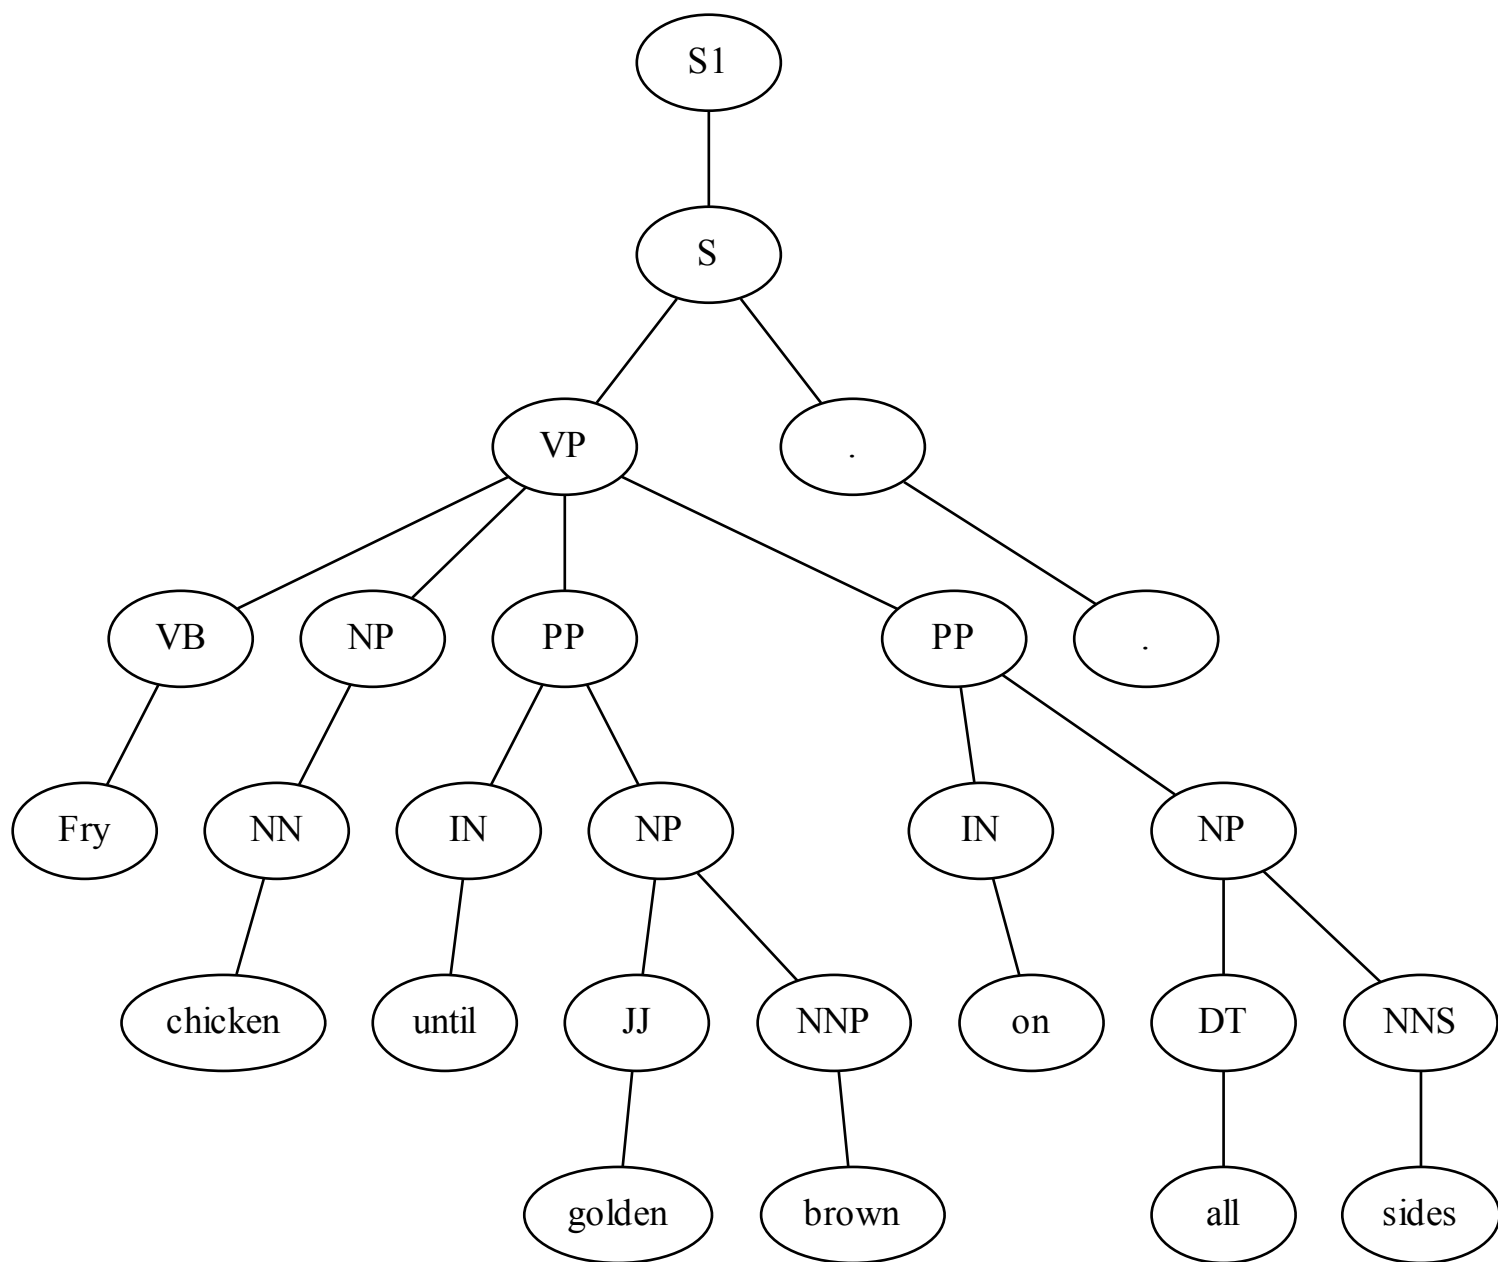 S1
S
VP .
VB NP PP PP .
Fry NN IN NP IN NP
chicken until JJ NNP on DT NNS
golden brown all sides